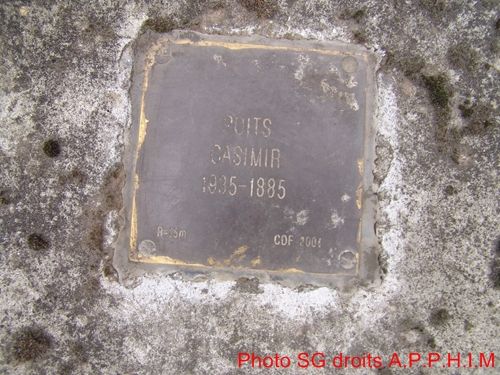 PUITS
CASIMIR
1835-1885
CDF 2001
Photo SG droits A.P.P.H.I.M